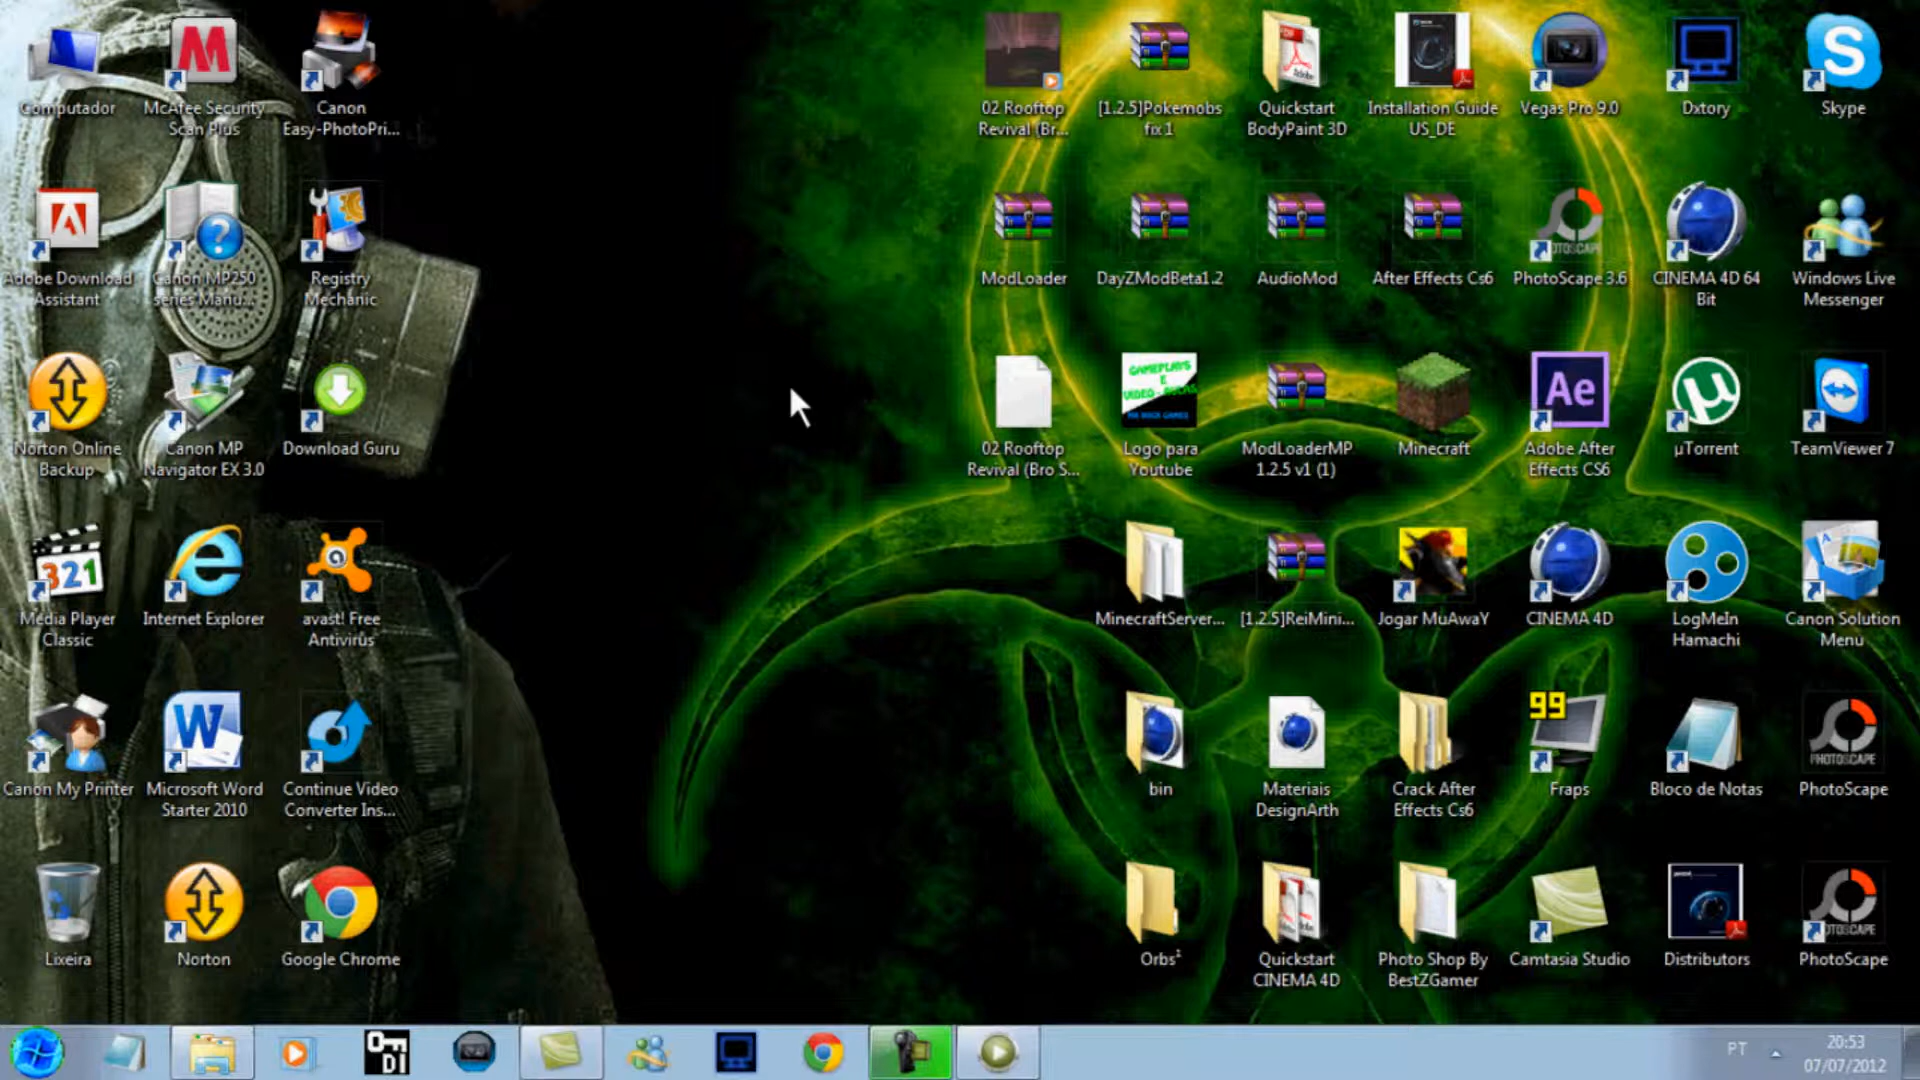 Computador
McAfee Security
Scan Plus
Canon
Easy-PhotoPri...
02 Rooftop
Revival (Br...
[1.2.5]Pokemobs
fix 1
Adobe
Quickstart
BodyPaint 3D
Installation Guide
US_DE
Vegas Pro 9.0
Dxtory
Skype
Adobe Download
Assistant
Canon MP250
series Manu...
Registry
Mechanic
ModLoader
DayZModBeta1.2
AudioMod
After Effects Cs6
PhotoScape 3.6
CINEMA 4D 64
Bit
Windows Live
Messenger
Norton Online
Backup
Canon MP
Navigator EX 3.0
Download Guru
02 Rooftop
Revival (Bro S...
GAMEPLAYS
E
Logo para
Youtube
ModLoaderMP
1.2.5 v1 (1)
Minecraft
Ae
Adobe After
Effects CS6
µTorrent
TeamViewer 7
321
Media Player
Classic
Internet Explorer
avast! Free
Antivirus
MinecraftServer...
[1.2.5]ReiMini...
Jogar MuAwaY
CINEMA 4D
LogMeIn
Hamachi
Canon Solution
Menu
Canon My Printer
Microsoft Word
Starter 2010
Continue Video
Converter Ins...
bin
Materiais
DesignArth
Crack After
Effects Cs6
99
Fraps
Bloco de Notas
PHOTOSCAPE
PhotoScape
Lixeira
Norton
Google Chrome
Orbs¹
Quickstart
CINEMA 4D
Photo Shop By
BestZGamer
Camtasia Studio
Distributors
PhotoScape
PT
20:53
07/07/2012